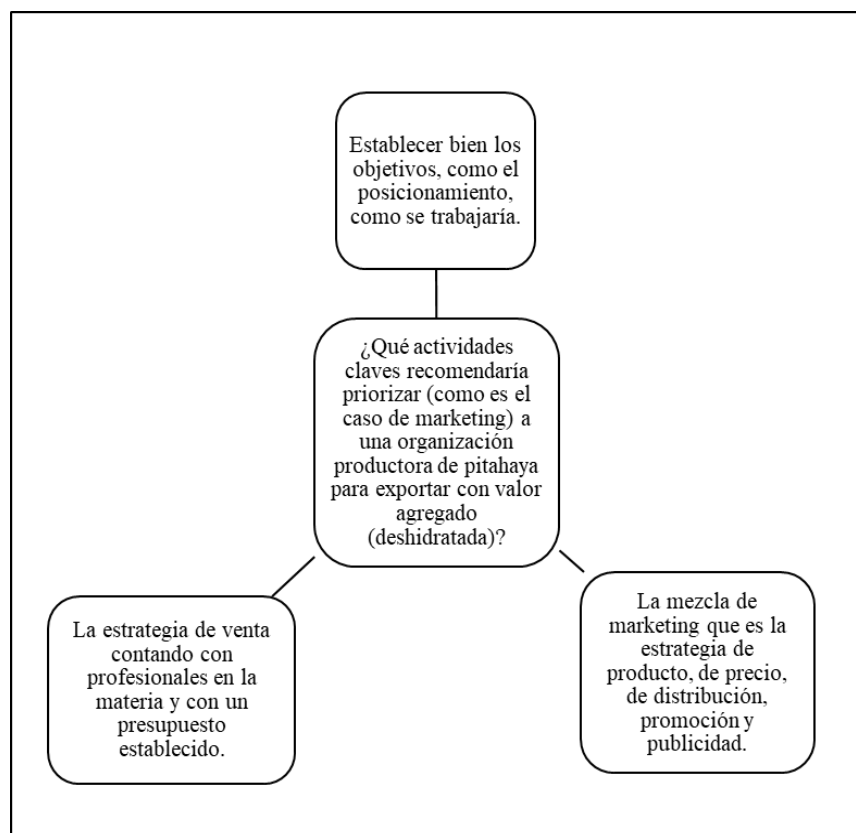 Establecer bien los
objetivos, como el
posicionamiento,
como se trabajaría.
¿Qué actividades
claves recomendaría
priorizar (como es el
caso de marketing) a
una organización
productora de pitahaya
para exportar con valor
agregado
(deshidratada)?
La estrategia de venta
contando con
profesionales en la
materia y con un
presupuesto
establecido.
La mezcla de
marketing que es la
estrategia de
producto, de precio,
de distribución,
promoción y
publicidad.